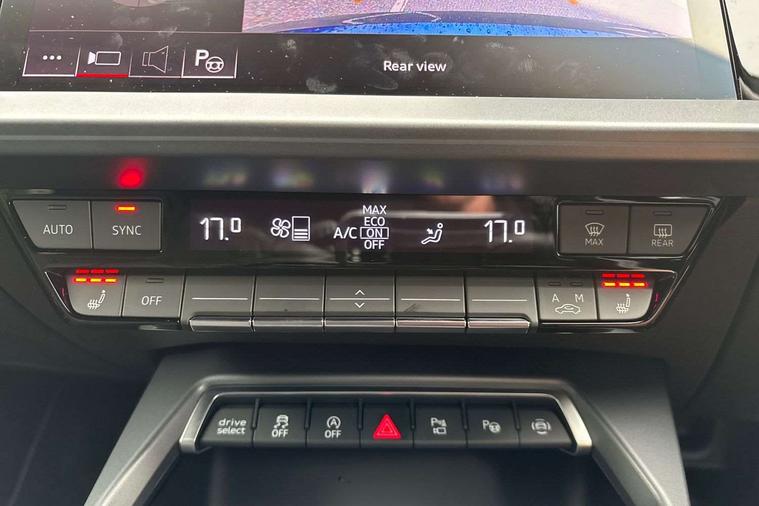 ...
P
Rear view
AUTO
SYNC
17.0
A/C
MAX
ECO
ON
OFF
17.0
MAX
REAR
OFF
A M
drive
select
OFF
A
OFF
P
P